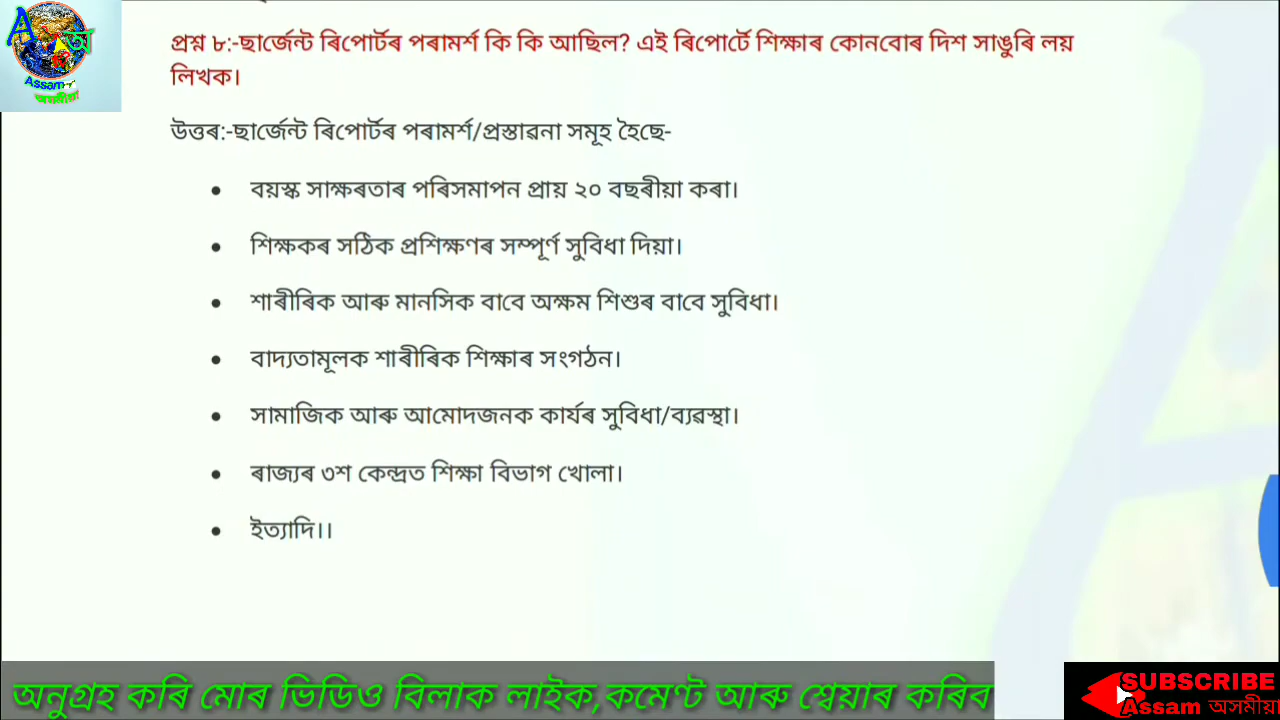 প্ৰশ্ন ৮:-ছাৰ্জেন্ট ৰিপোৰ্টৰ পৰামৰ্শ কি কি আছিল? এই ৰিপোৰ্টে শিক্ষাৰ কোনবোৰ দিশ সাঙুৰি লয়
লিখক।
উত্তৰ:-ছাৰ্জেন্ট ৰিপোৰ্টৰ পৰামৰ্শ/প্ৰস্তাৱনা সমূহ হৈছে-
• বয়স্ক সাক্ষৰতাৰ পৰিসমাপন প্ৰায় ২০ বছৰীয়া কৰা।
• শিক্ষকৰ সঠিক প্ৰশিক্ষণৰ সম্পূৰ্ণ সুবিধা দিয়া।
• শাৰীৰিক আৰু মানসিক বাবে অক্ষম শিশুৰ বাবে সুবিধা।
• বাদ্যতামূলক শাৰীৰিক শিক্ষাৰ সংগঠন।
• সামাজিক আৰু আমোদজনক কাৰ্যৰ সুবিধা/ব্যৱস্থা।
• ৰাজ্যৰ ৩শ কেন্দ্ৰত শিক্ষা বিভাগ খোলা।
• ইত্যাদি।।
A অ
Assam
অসমীয়া
অনুগ্ৰহ কৰি মোৰ ভিডিও বিলাক লাইক,কমেণ্ট আৰু শ্বেয়াৰ কৰিব
SUBSCRIBE
Assam অসমীয়া